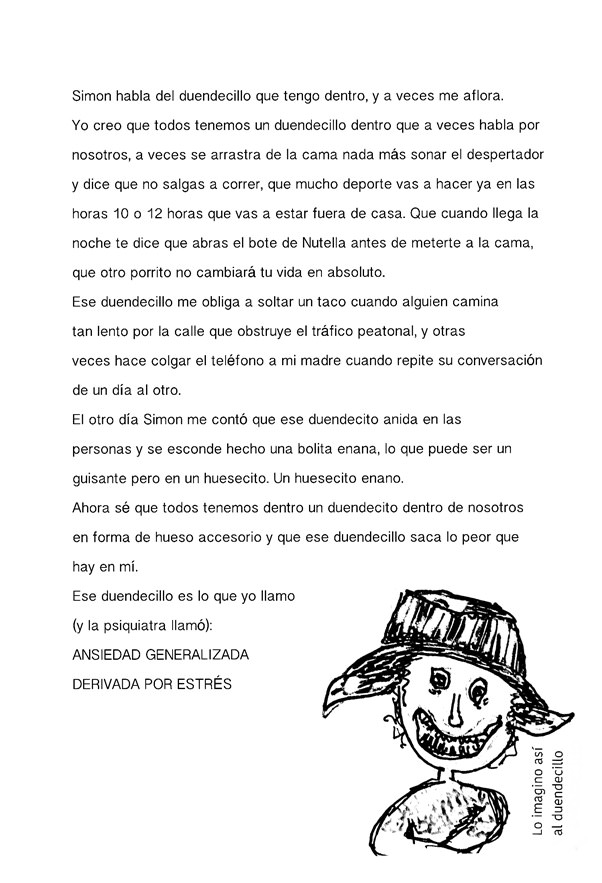 Simon habla del duendecillo que tengo dentro, y a veces me aflora.
Yo creo que todos tenemos un duendecillo dentro que a veces habla por
nosotros, a veces se arrastra de la cama nada más sonar el despertador
y dice que no salgas a correr, que mucho deporte vas a hacer ya en las
horas 10 o 12 horas que vas a estar fuera de casa. Que cuando llega la
noche te dice que abras el bote de Nutella antes de meterte a la cama,
que otro porrito no cambiará tu vida en absoluto.
Ese duendecillo me obliga a soltar un taco cuando alguien camina
tan lento por la calle que obstruye el tráfico peatonal, y otras
veces hace colgar el teléfono a mi madre cuando repite su conversación
de un día al otro.
El otro día Simon me contó que ese duendecito anida en las
personas y se esconde hecho una bolita enana, lo que puede ser un
guisante pero en un huesecito. Un huesecito enano.
Ahora sé que todos tenemos dentro un duendecito dentro de nosotros
en forma de hueso accesorio y que ese duendecillo saca lo peor que
hay en mí.
Ese duendecillo es lo que yo llamo
(y la psiquiatra llamó):
ANSIEDAD GENERALIZADA
DERIVADA POR ESTRÉS
Lo imagino así
al duendecillo